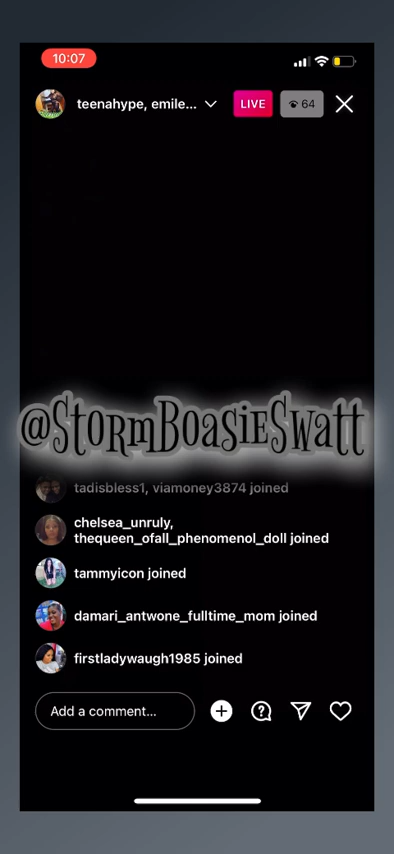 10:07
teenahype, emile...
LIVE
64
@StormBoasieSwatt
tadisbless1, viamoney3874 joined
chelsea_unruly,
thequeen_ofall_phenomenol_doll joined
tammyicon joined
damari_antwone_fulltime_mom joined
firstladywaugh1985 joined
Add a comment...